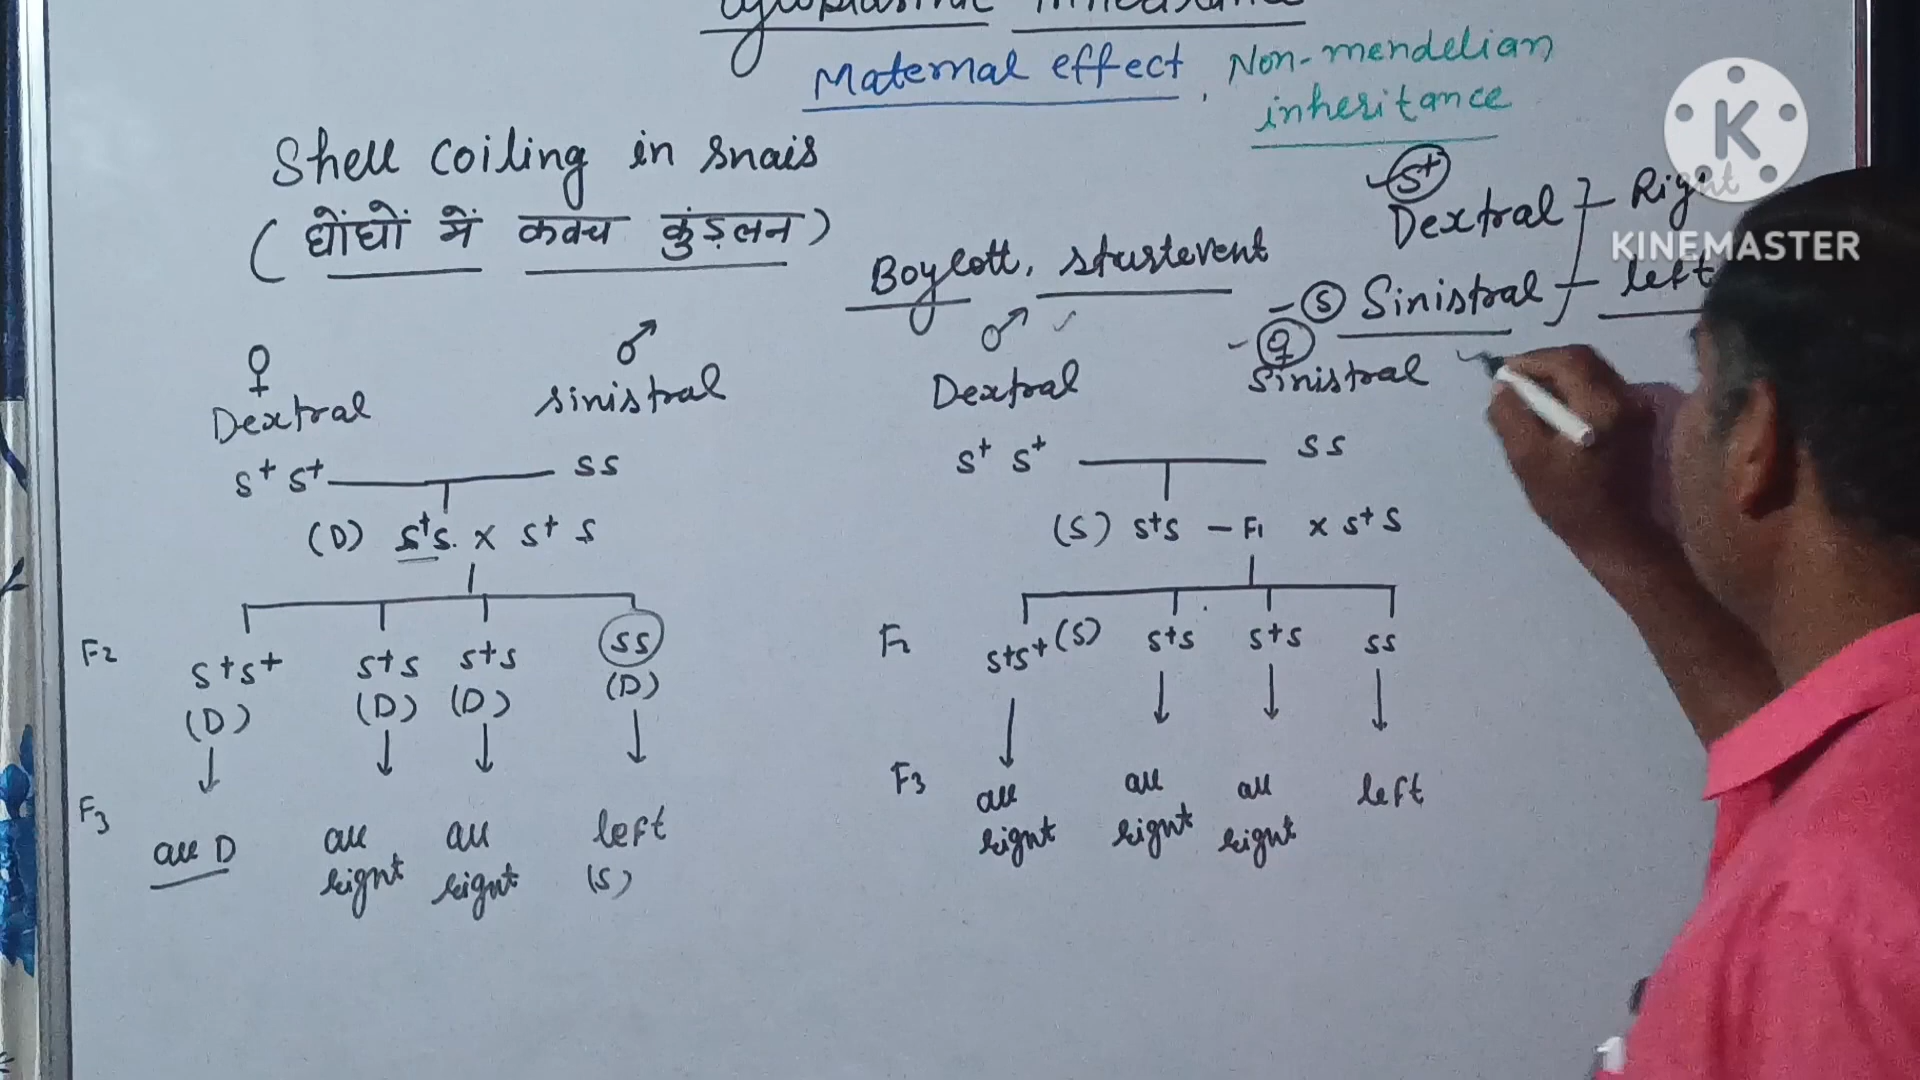 Maternal effect, Non-mendelian
inheritance
Shell coiling in snais
(घोंघों में कवच कुंड़लन)
Boycott, sturtevent
s+
Dextral - Right
s Sinistral - left
♀ ♂
Dextral sinistral
s+ s+ ss
(D) s+s. x s+ s
F2 s+s+ s+s s+s ss
(D) (D) (D) (D)
F3 all D all right all right left
(s)
♂ ♀
Dextral Sinistral
s+ s+ ss
(S) s+s - F1 x s+ s
s+s+ (S) s+s s+s ss
F3 all right all right all right left
K
KINEMASTER